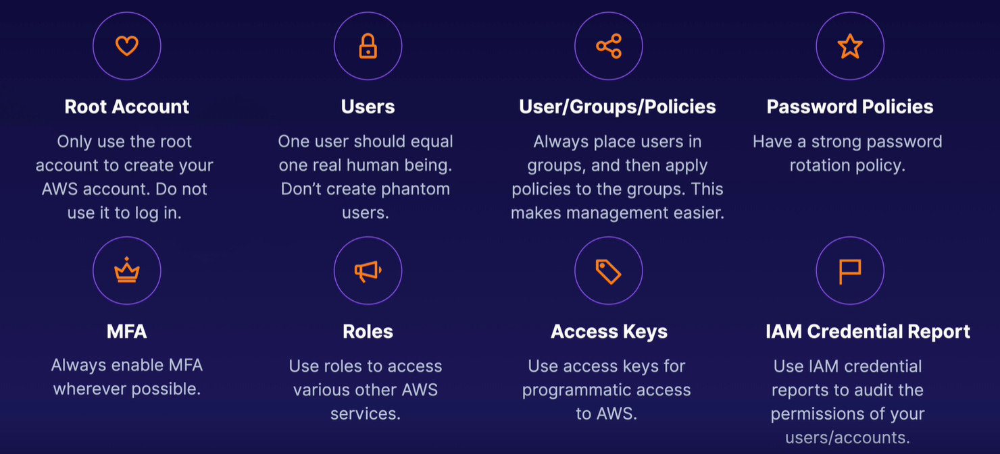 Root Account
Only use the root
account to create your
AWS account. Do not
use it to log in.
Users
One user should equal
one real human being.
Don’t create phantom
users.
User/Groups/Policies
Always place users in
groups, and then apply
policies to the groups. This
makes management easier.
Password Policies
Have a strong password
rotation policy.
MFA
Always enable MFA
wherever possible.
Roles
Use roles to access
various other AWS
services.
Access Keys
Use access keys for
programmatic access
to AWS.
IAM Credential Report
Use IAM credential
reports to audit the
permissions of your
users/accounts.